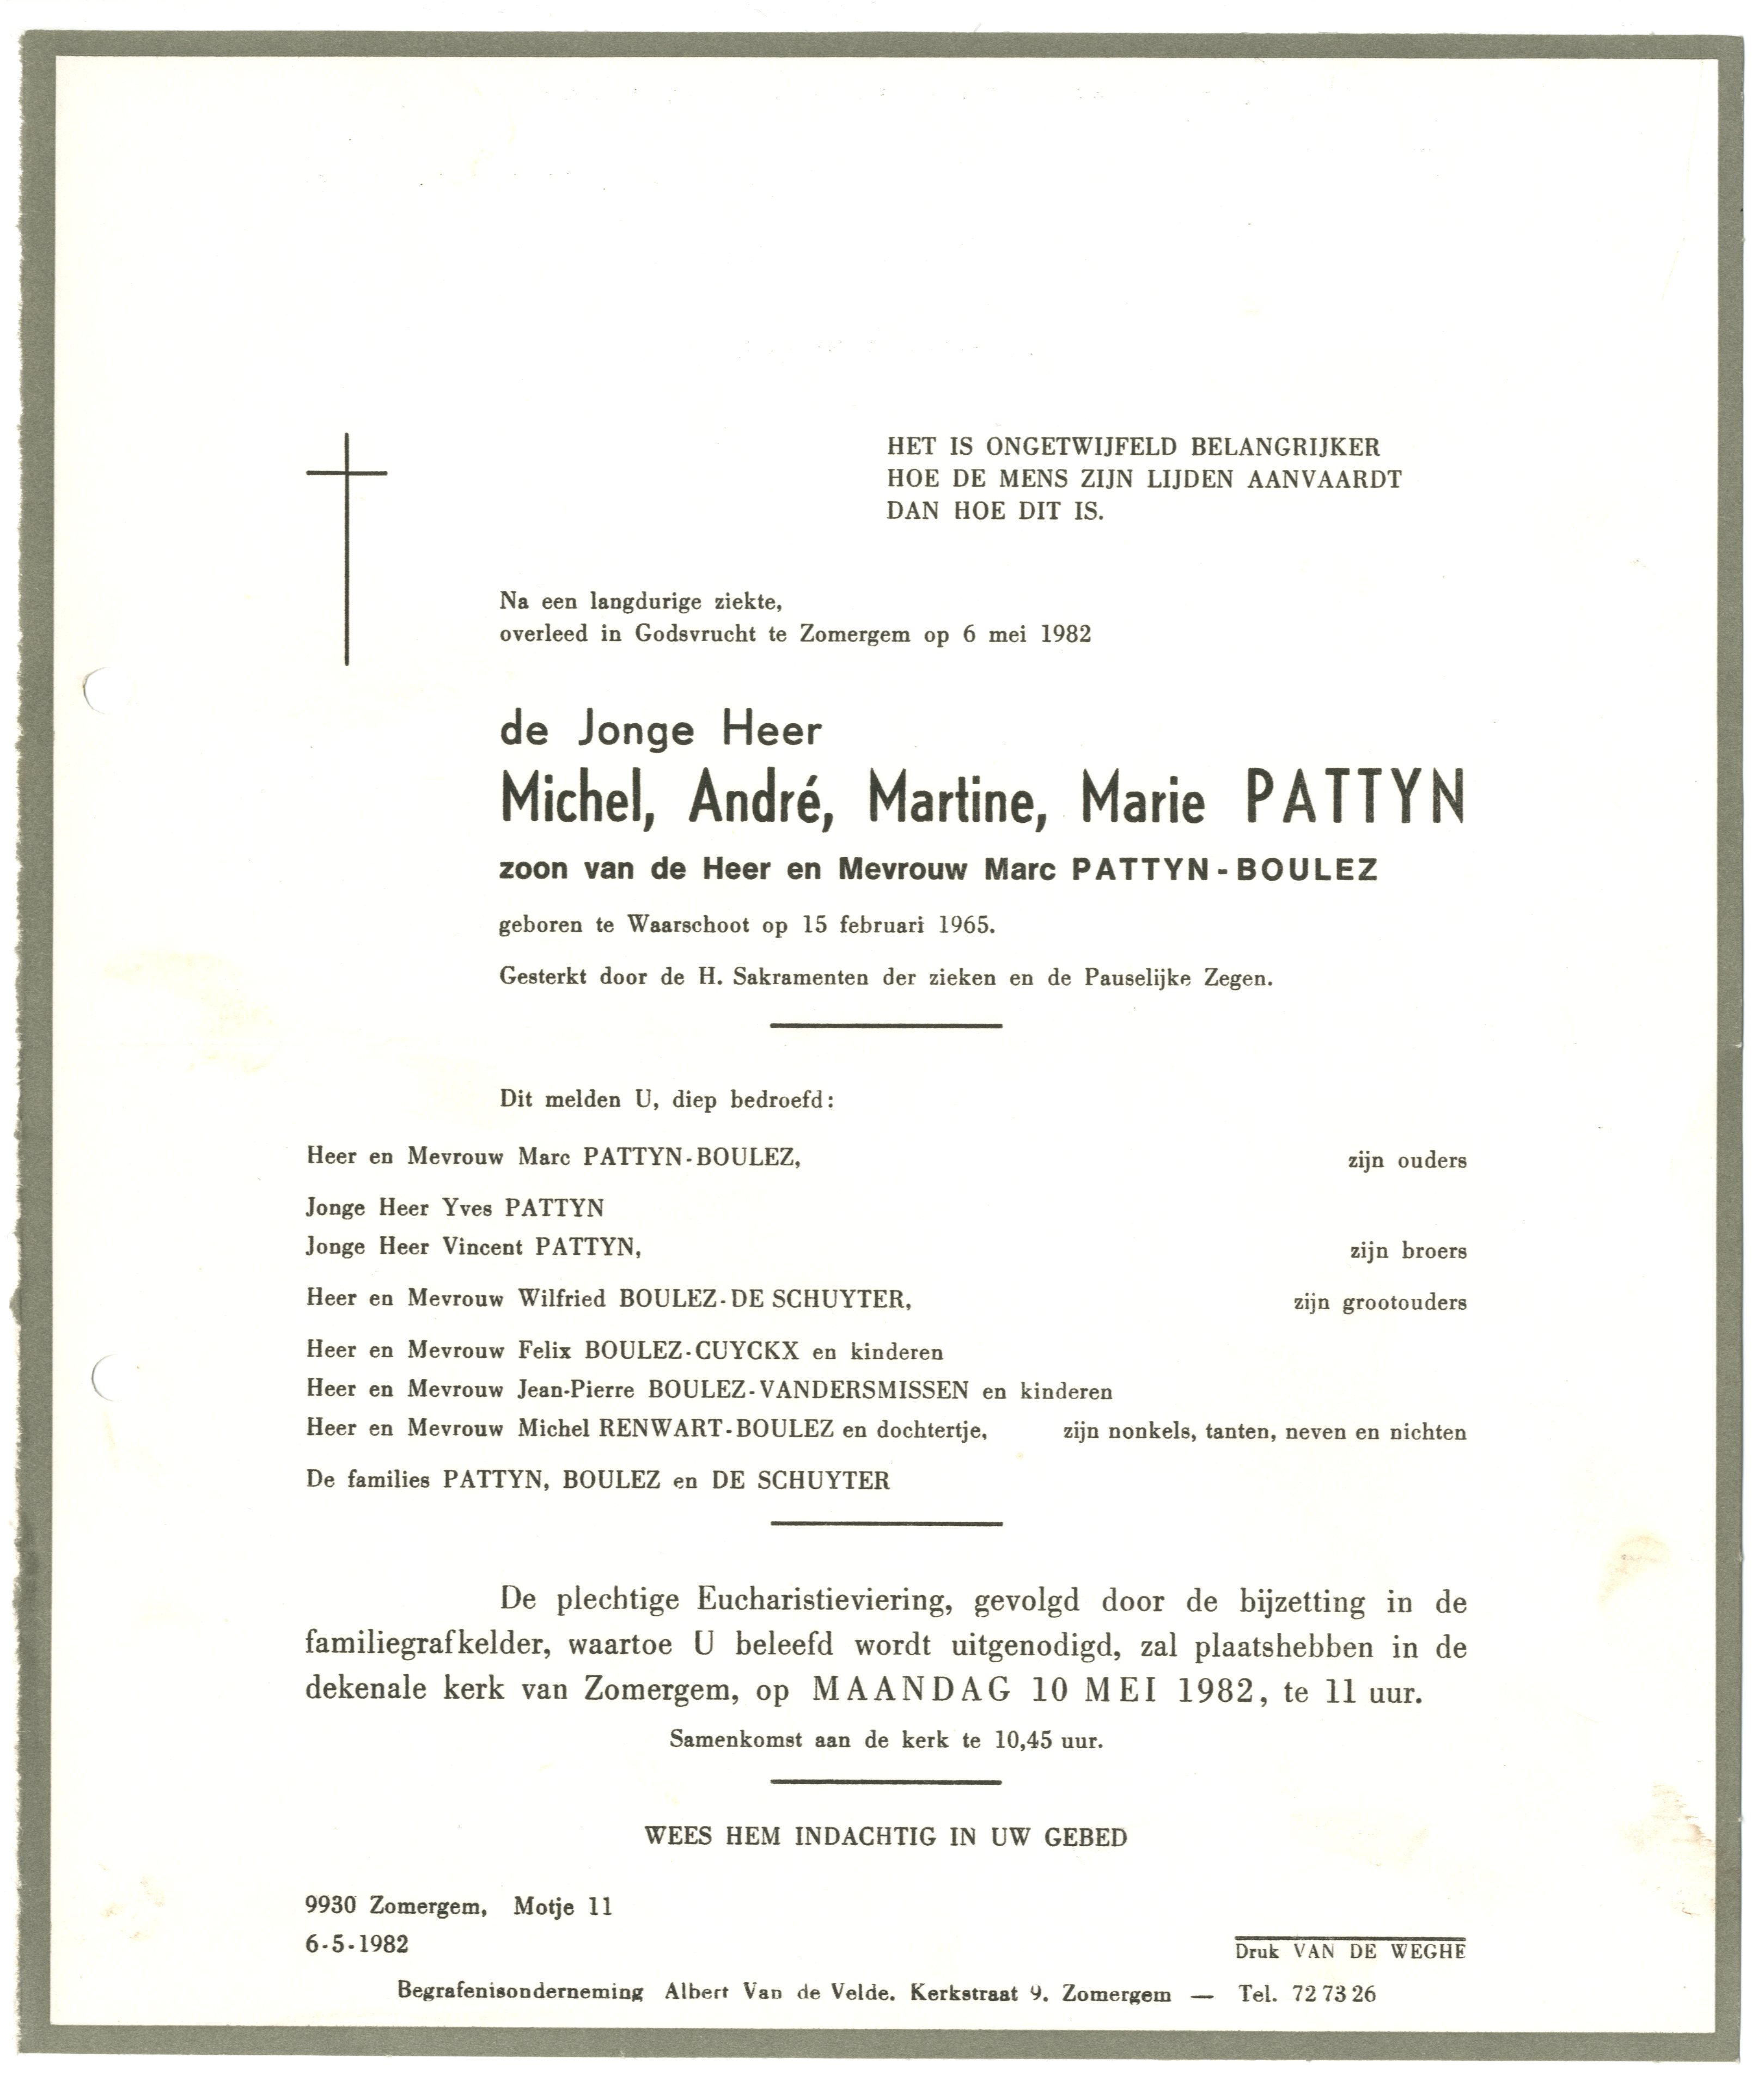 HET IS ONGETWIJFELD BELANGRIJKER
HOE DE MENS ZIJN LIJDEN AANVAARDT
DAN HOE DIT IS.
Na een langdurige ziekte,
overleed in Godsvrucht te Zomergem op 6 mei 1982
de Jonge Heer
Michel, André, Martine, Marie PATTYN
zoon van de Heer en Mevrouw Marc PATTYN-BOULEZ
geboren te Waarschoot op 15 februari 1965.
Gesterkt door de H. Sakramenten der zieken en de Pauselijke Zegen.
Dit melden U, diep bedroefd:
Heer en Mevrouw Marc PATTYN-BOULEZ, zijn ouders
Jonge Heer Yves PATTYN
Jonge Heer Vincent PATTYN, zijn broers
Heer en Mevrouw Wilfried BOULEZ-DE SCHUYTER, zijn grootouders
Heer en Mevrouw Felix BOULEZ-CUYCKX en kinderen
Heer en Mevrouw Jean-Pierre BOULEZ-VANDERSMISSEN en kinderen
Heer en Mevrouw Michel RENWART-BOULEZ en dochtertje, zijn nonkels, tanten, neven en nichten
De families PATTYN, BOULEZ en DE SCHUYTER
De plechtige Eucharistieviering, gevolgd door de bijzetting in de
familiegrafkelder, waartoe U beleefd wordt uitgenodigd, zal plaatshebben in de
dekenale kerk van Zomergem, op MAANDAG 10 MEI 1982, te 11 uur.
Samenkomst aan de kerk te 10,45 uur.
WEES HEM INDACHTIG IN UW GEBED
9930 Zomergem, Motje 11
6-5-1982
Druk VAN DE WEGHE
Begrafenisonderneming Albert Van de Velde. Kerkstraat 9. Zomergem — Tel. 72 73 26